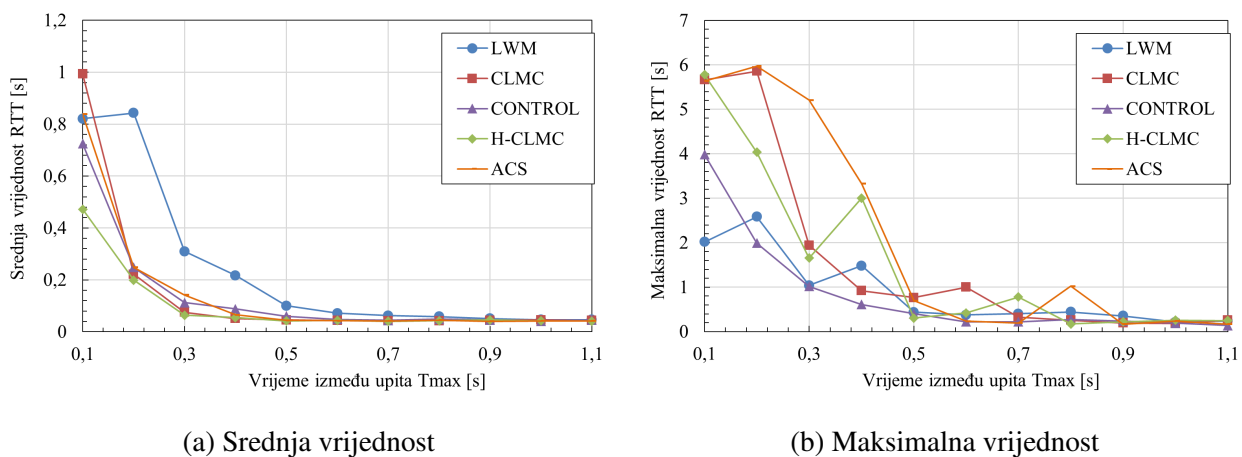 1,2
1
0,8
0,6
0,4
0,2
0
Srednja vrijednost RTT [s]
LWM
CLMC
CONTROL
H-CLMC
ACS
0,1
0,3
0,5
0,7
0,9
1,1
Vrijeme između upita Tmax [s]
(a) Srednja vrijednost
7
6
5
4
3
2
1
0
Maksimalna vrijednost RTT [s]
LWM
CLMC
CONTROL
H-CLMC
ACS
0,1
0,3
0,5
0,7
0,9
1,1
Vrijeme između upita Tmax [s]
(b) Maksimalna vrijednost